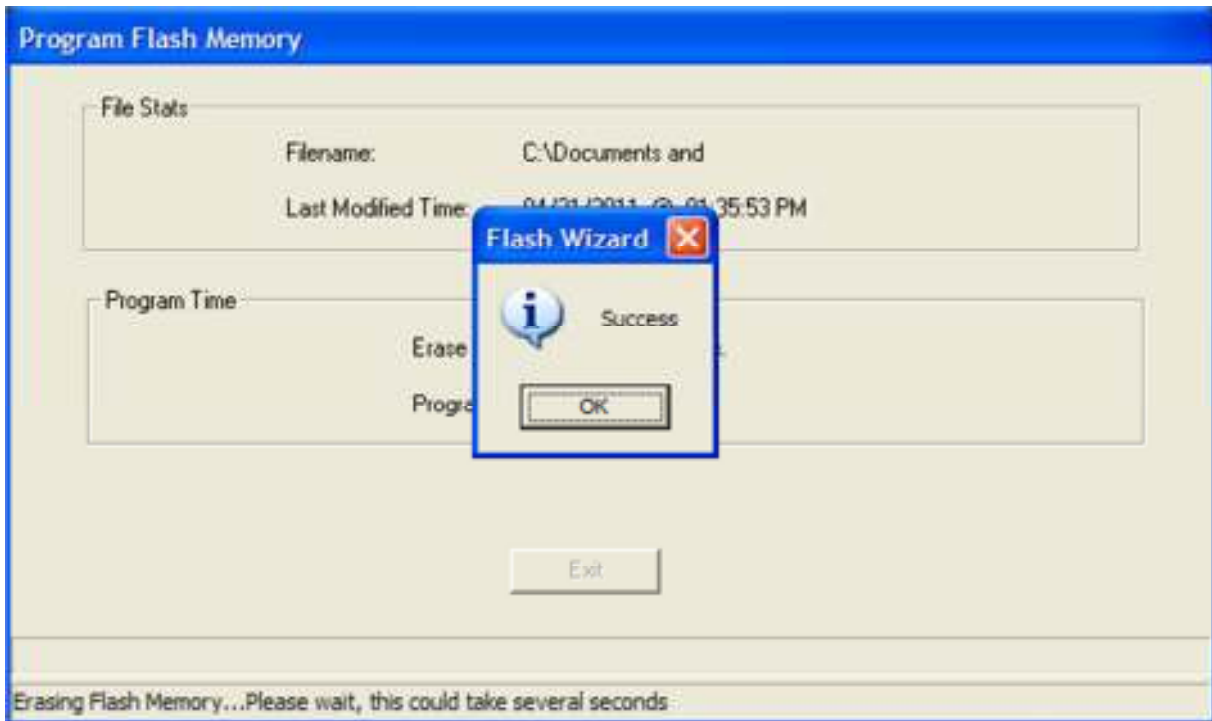 Program Flash Memory
File Stats
Filename: C:\Documents and
Last Modified Time: 35:53 PM
Flash Wizard
Success
OK
Program Time
Erase
Progra
Exit
Erasing Flash Memory...Please wait, this could take several seconds